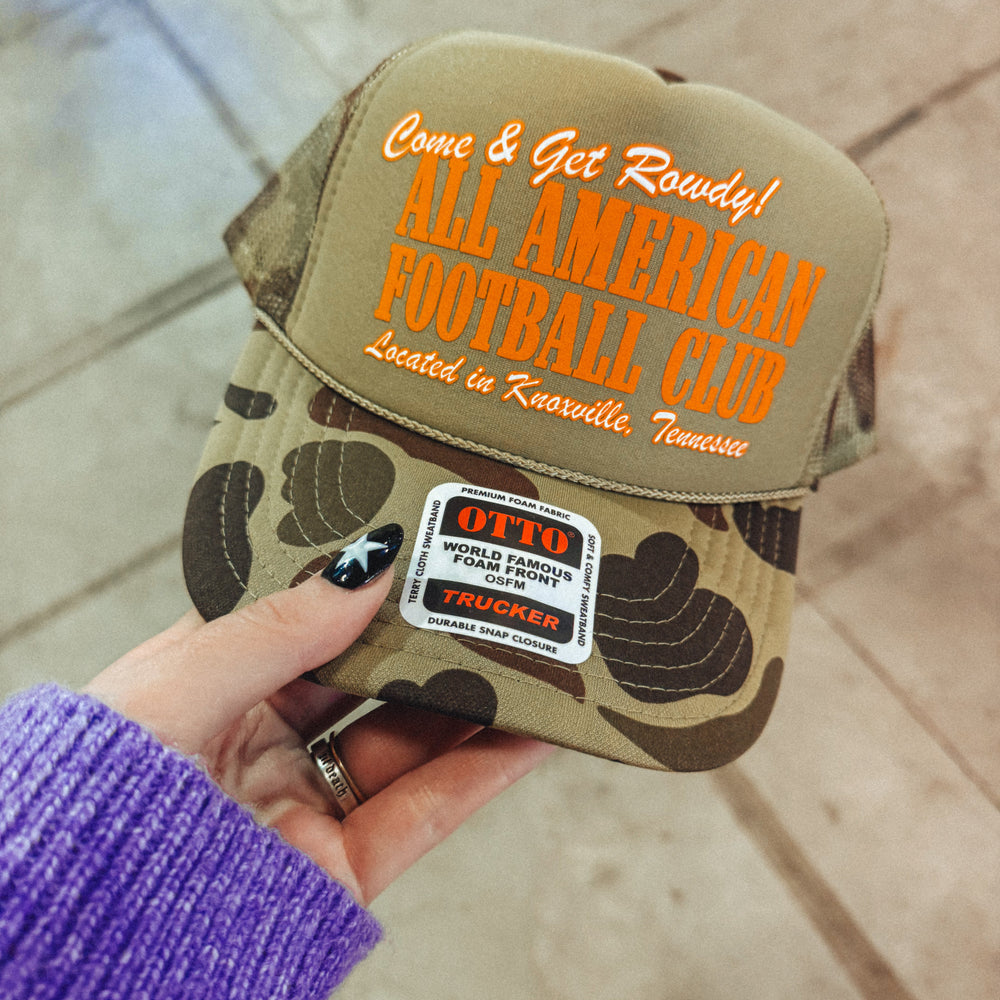 Come & Get Rowdy!
ALL AMERICAN
FOOTBALL CLUB
Located in Knoxville, Tennessee
PREMIUM FOAM FABRIC
TERRY CLOTH SWEATBAND
OTTO®
WORLD FAMOUS
FOAM FRONT
OSFM
TRUCKER
SOFT & COMFY SWEATBAND
DURABLE SNAP CLOSURE
death